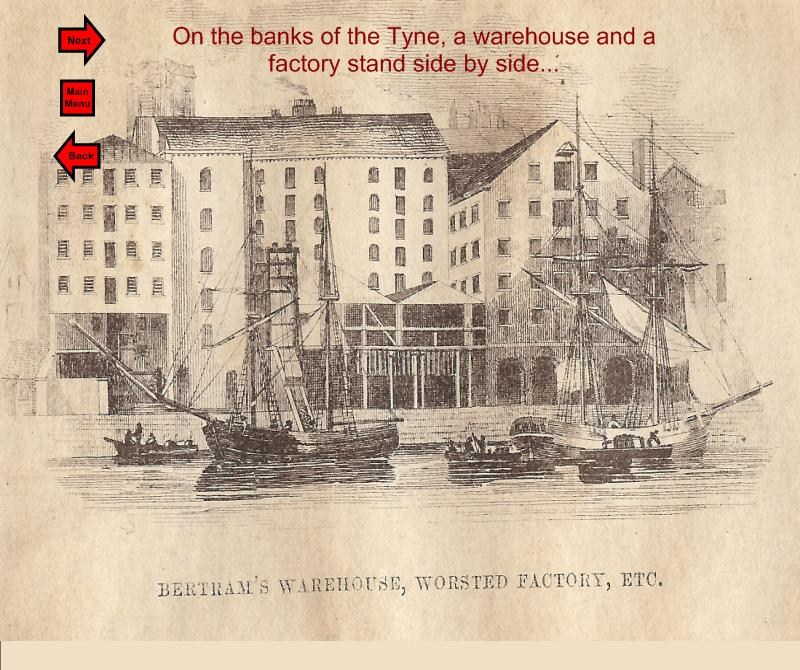 On the banks of the Tyne, a warehouse and a
factory stand side by side...
Next
Main
Menu
Back
BERTRAM'S WAREHOUSE, WORSTED FACTORY, ETC.